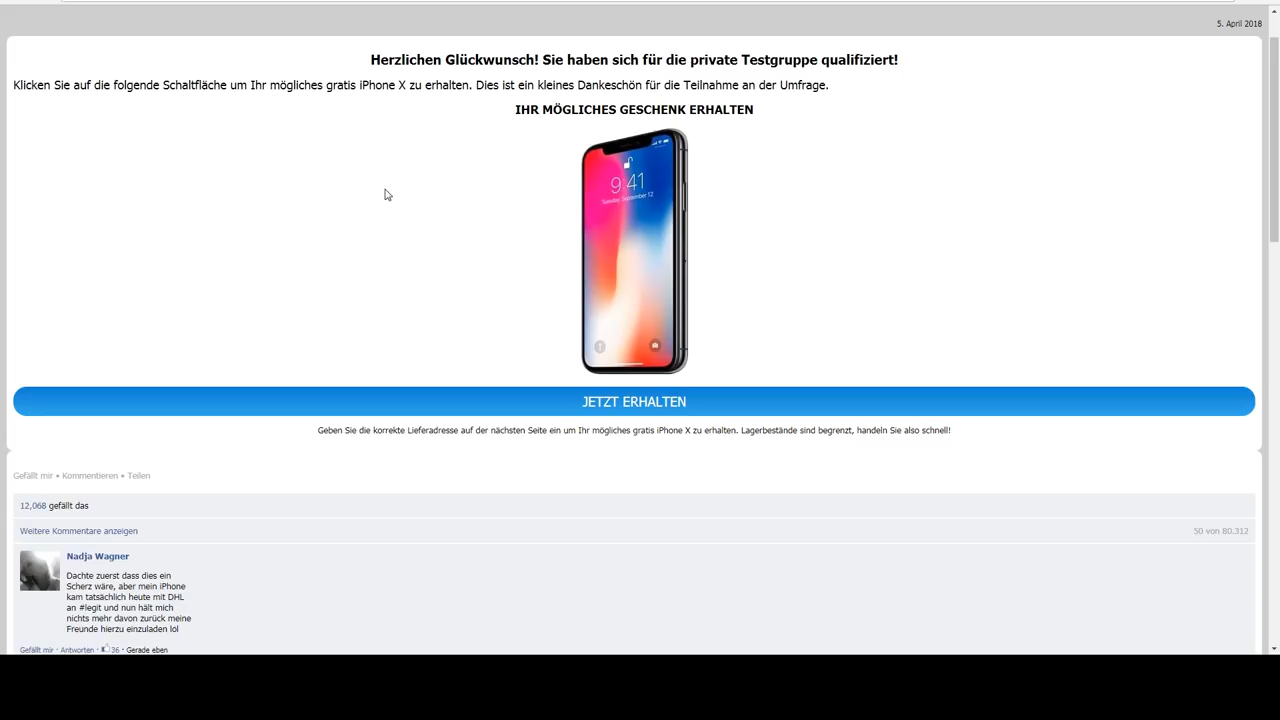 5. April 2018
Herzlichen Glückwunsch! Sie haben sich für die private Testgruppe qualifiziert!
Klicken Sie auf die folgende Schaltfläche um Ihr mögliches gratis iPhone X zu erhalten. Dies ist ein kleines Dankeschön für die Teilnahme an der Umfrage.
IHR MÖGLICHES GESCHENK ERHALTEN
9:41
Tuesday, September 12
JETZT ERHALTEN
Geben Sie die korrekte Lieferadresse auf der nächsten Seite ein um Ihr mögliches gratis iPhone X zu erhalten. Lagerbestände sind begrenzt, handeln Sie also schnell!
Gefällt mir • Kommentieren • Teilen
12,068 gefällt das
Weitere Kommentare anzeigen 50 von 80.312
Nadja Wagner
Dachte zuerst dass dies ein
Scherz wäre, aber mein iPhone
kam tatsächlich heute mit DHL
an #legit und nun hält mich
nichts mehr davon zurück meine
Freunde hierzu einzuladen lol
Gefällt mir · Antworten · 36 · Gerade eben